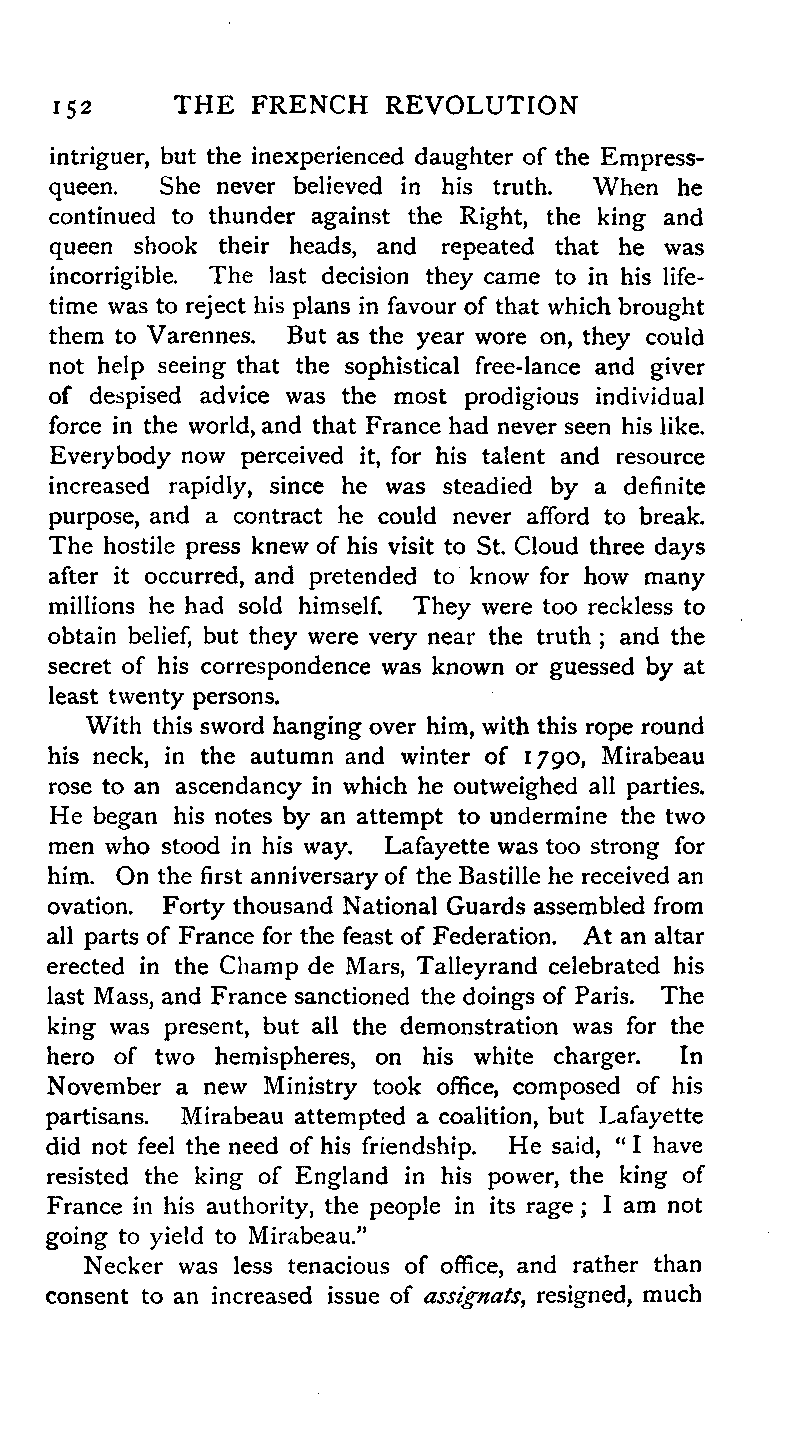 152 THE FRENCH REVOLUTION
intriguer, but the inexperienced daughter of the Empress-
queen. She never believed in his truth. When he
continued to thunder against the Right, the king and
queen shook their heads, and repeated that he was
incorrigible. The last decision they came to in his life-
time was to reject his plans in favour of that which brought
them to Varennes. But as the year wore on, they could
not help seeing that the sophistical free-lance and giver
of despised advice was the most prodigious individual
force in the world, and that France had never seen his like.
Everybody now perceived it, for his talent and resource
increased rapidly, since he was steadied by a definite
purpose, and a contract he could never afford to break.
The hostile press knew of his visit to St. Cloud three days
after it occurred, and pretended to know for how many
millions he had sold himself. They were too reckless to
obtain belief, but they were very near the truth ; and the
secret of his correspondence was known or guessed by at
least twenty persons.
With this sword hanging over him, with this rope round
his neck, in the autumn and winter of 1790, Mirabeau
rose to an ascendancy in which he outweighed all parties.
He began his notes by an attempt to undermine the two
men who stood in his way. Lafayette was too strong for
him. On the first anniversary of the Bastille he received an
ovation. Forty thousand National Guards assembled from
all parts of France for the feast of Federation. At an altar
erected in the Champ de Mars, Talleyrand celebrated his
last Mass, and France sanctioned the doings of Paris. The
king was present, but all the demonstration was for the
hero of two hemispheres, on his white charger. In
November a new Ministry took office, composed of his
partisans. Mirabeau attempted a coalition, but Lafayette
did not feel the need of his friendship. He said, "I have
resisted the king of England in his power, the king of
France in his authority, the people in its rage ; I am not
going to yield to Mirabeau."
Necker was less tenacious of office, and rather than
consent to an increased issue of assignats, resigned, much